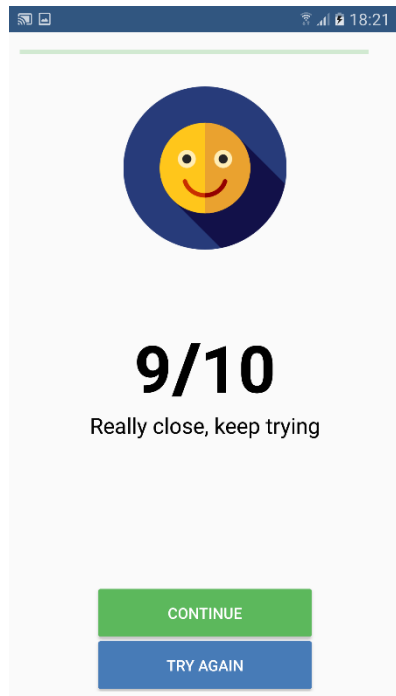 18:21
9/10
Really close, keep trying
CONTINUE
TRY AGAIN